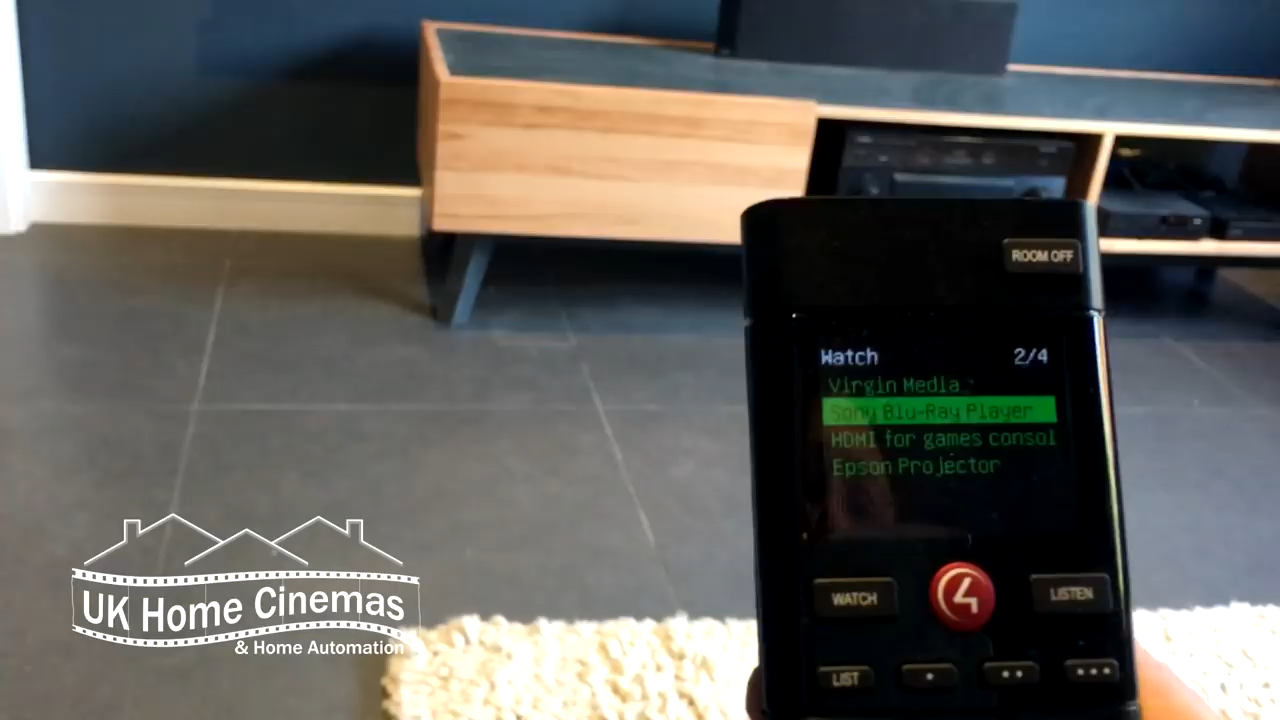 ROOM OFF
Watch 2/4
Virgin Media
Sony Blu-Ray Player
HDMI for games consol
Epson Projector
WATCH
LISTEN
LIST
UK Home Cinemas
& Home Automation